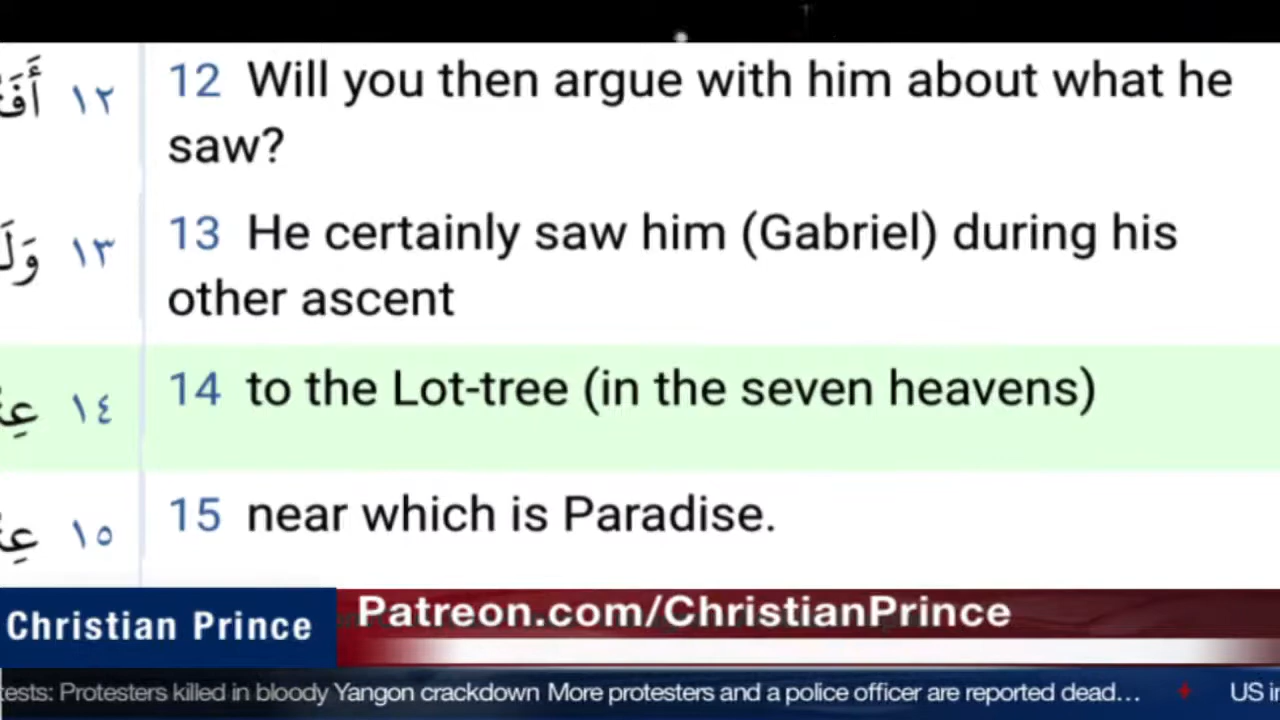 ١٢ 12 Will you then argue with him about what he
saw?
١٣ 13 He certainly saw him (Gabriel) during his
other ascent
١٤ 14 to the Lot-tree (in the seven heavens)
١٥ 15 near which is Paradise.
Christian Prince
Patreon.com/ChristianPrince
tests: Protesters killed in bloody Yangon crackdown More protesters and a police officer are reported dead… US